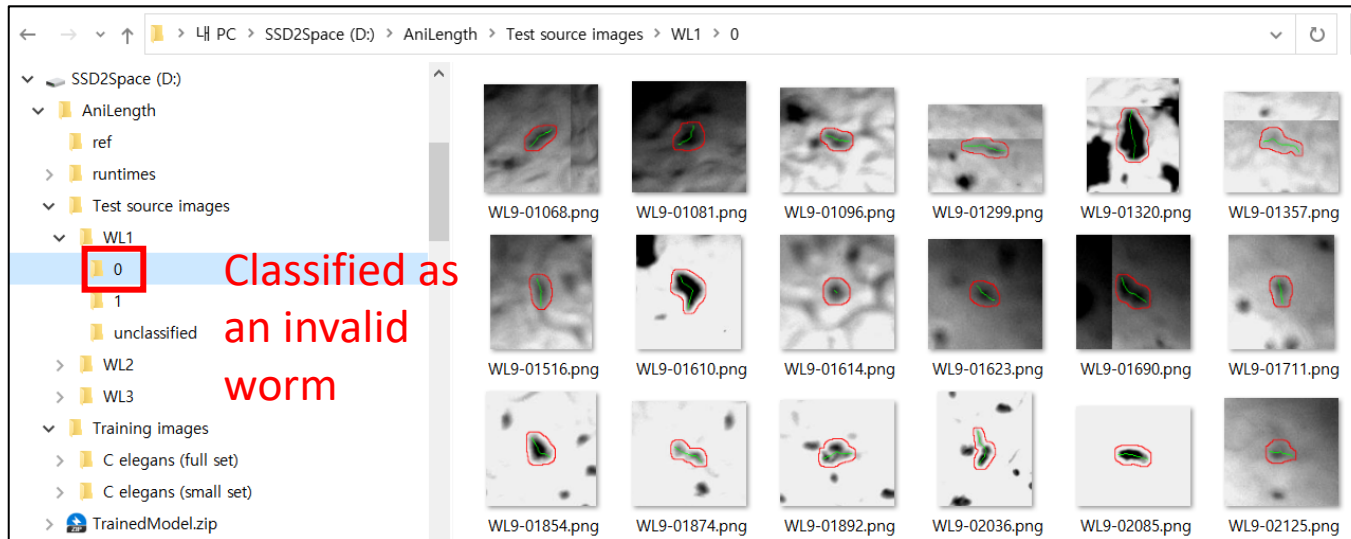 내 PC > SSD2Space (D:) > AniLength > Test source images > WL1 > 0
SSD2Space (D:)
AniLength
ref
runtimes
Test source images
WL1
0
1
unclassified
WL2
WL3
Training images
C elegans (full set)
C elegans (small set)
ZIP
TrainedModel.zip
Classified as
an invalid
worm
WL9-01068.png WL9-01081.png WL9-01096.png WL9-01299.png WL9-01320.png WL9-01357.png
WL9-01516.png WL9-01610.png WL9-01614.png WL9-01623.png WL9-01690.png WL9-01711.png
WL9-01854.png WL9-01874.png WL9-01892.png WL9-02036.png WL9-02085.png WL9-02125.png